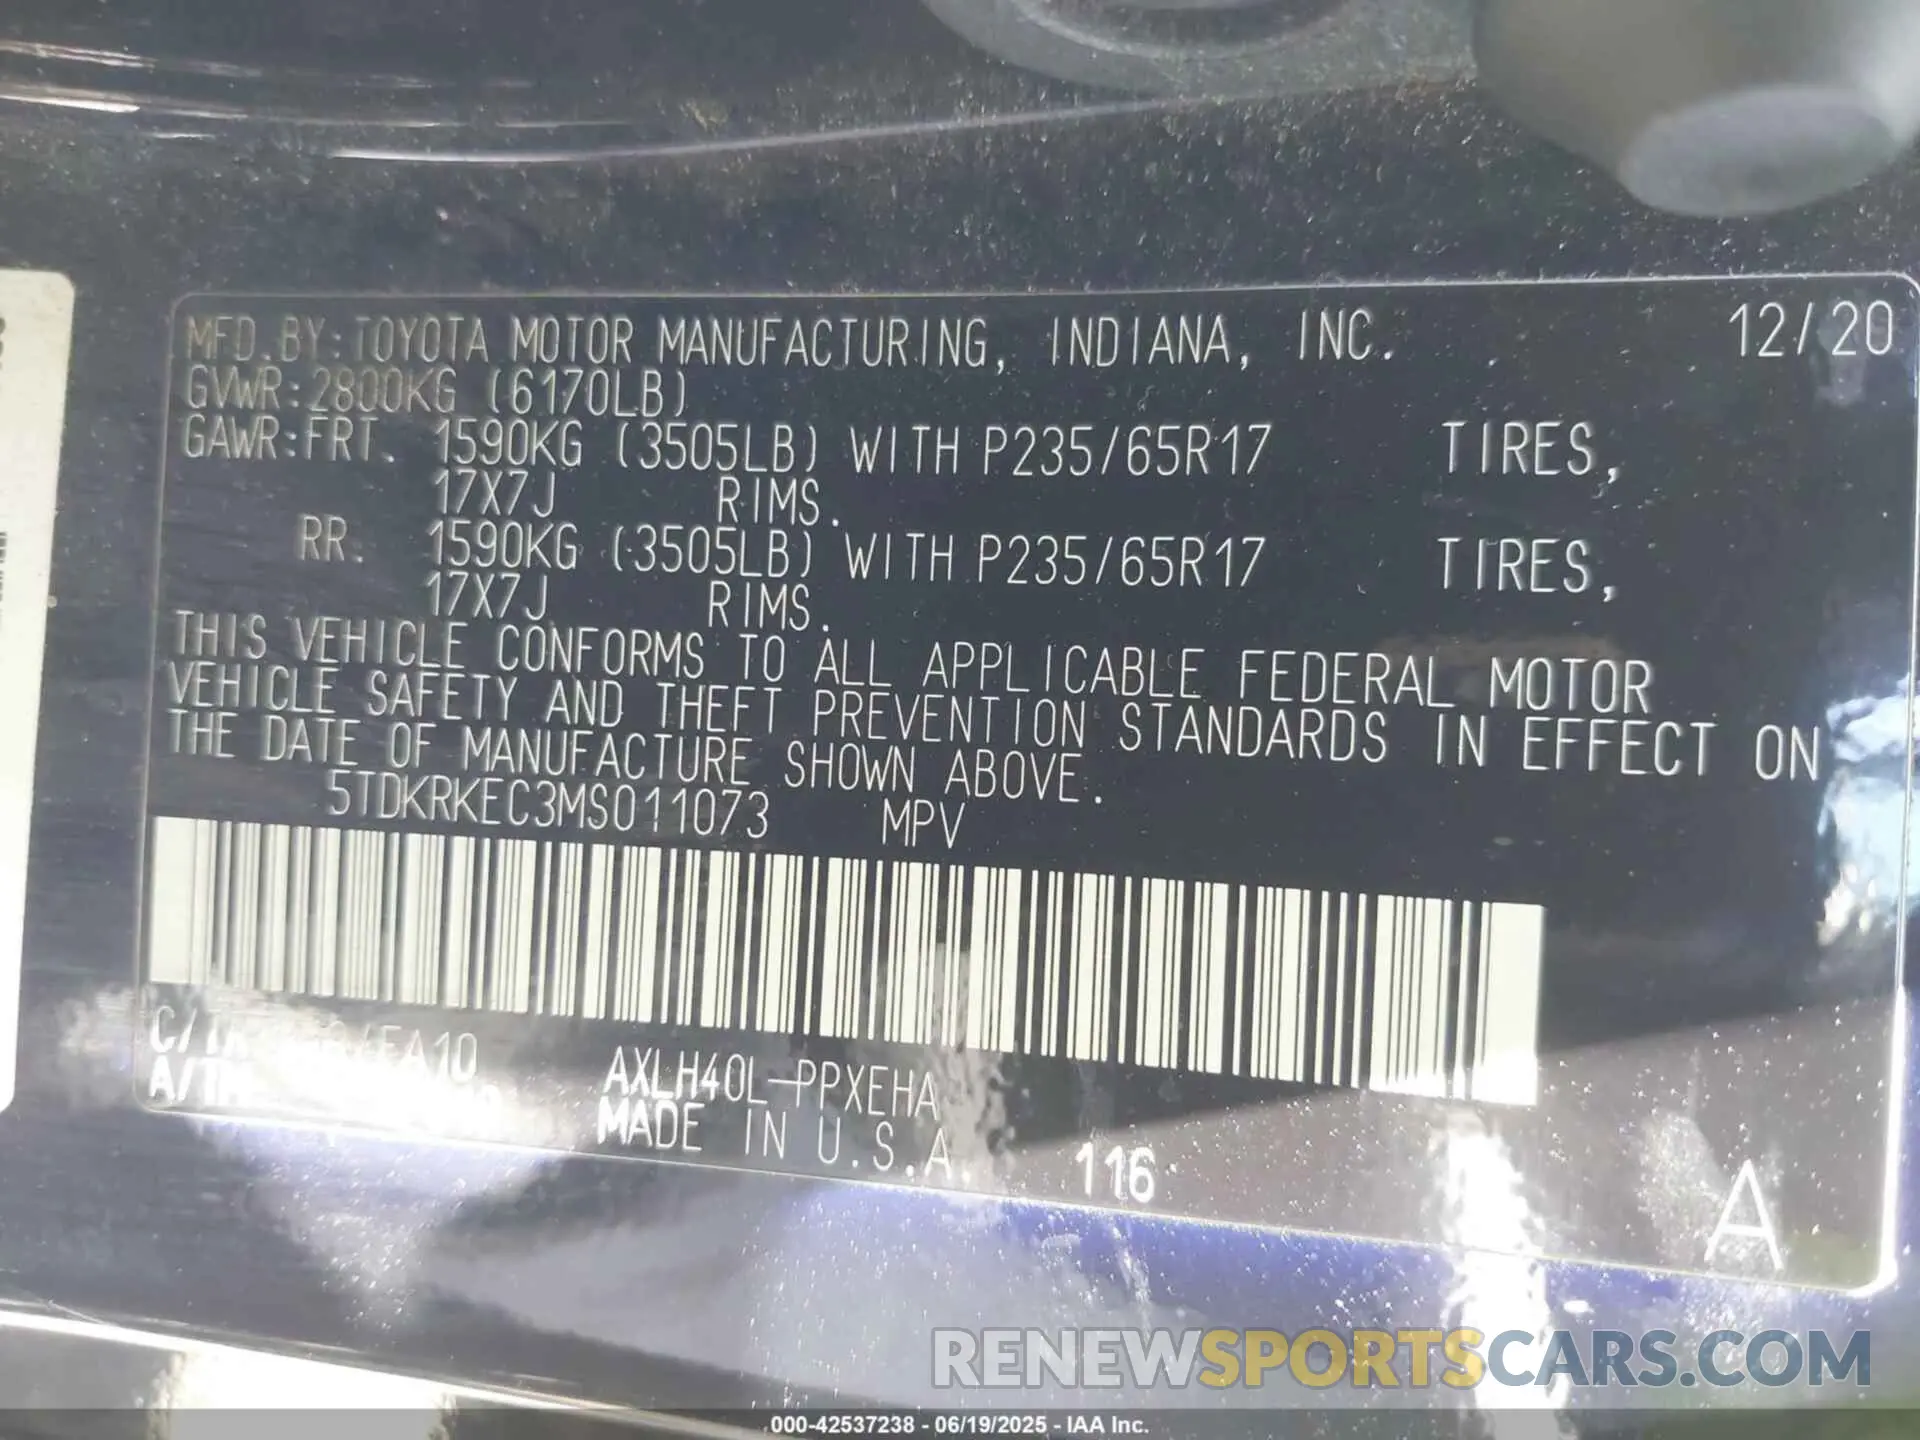 MFD.BY:TOYOTA MOTOR MANUFACTURING, INDIANA, INC. 12/20
GVWR:2800KG (6170LB)
GAWR:FRT. 1590KG (3505LB) WITH P235/65R17 TIRES,
17X7J RIMS.
RR. 1590KG (3505LB) WITH P235/65R17 TIRES,
17X7J RIMS.
THIS VEHICLE CONFORMS TO ALL APPLICABLE FEDERAL MOTOR
VEHICLE SAFETY AND THEFT PREVENTION STANDARDS IN EFFECT ON
THE DATE OF MANUFACTURE SHOWN ABOVE.
5TDKRKEC3MS011073 MPV
AXLH40L-PPXEHA
MADE IN U.S.A. 116 A
RENEWSPORTSCARS.COM
000-42537238 - 06/19/2025 - IAA Inc.